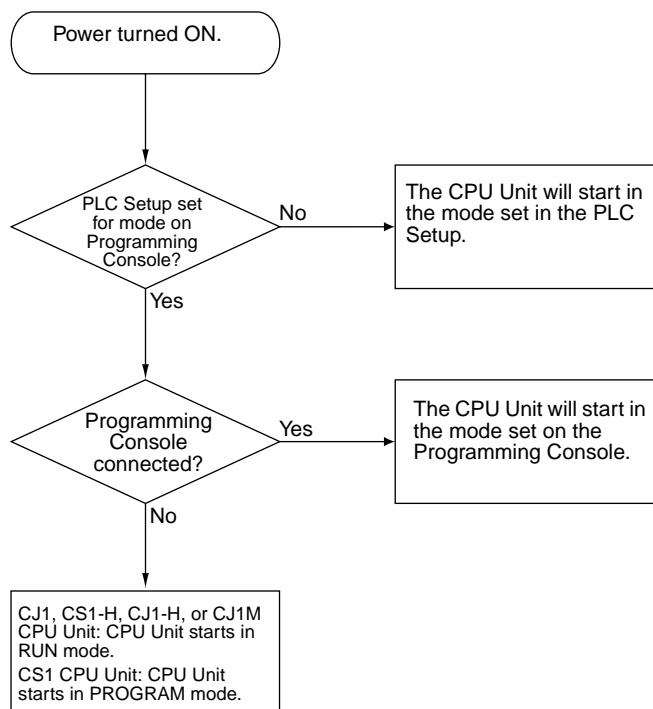 Power turned ON.
PLC Setup set
for mode on
Programming
Console?
No
The CPU Unit will start in
the mode set in the PLC
Setup.
Yes
Programming
Console
connected?
Yes
The CPU Unit will start in
the mode set on the
Programming Console.
No
CJ1, CS1-H, CJ1-H, or CJ1M
CPU Unit: CPU Unit starts in
RUN mode.
CS1 CPU Unit: CPU Unit
starts in PROGRAM mode.